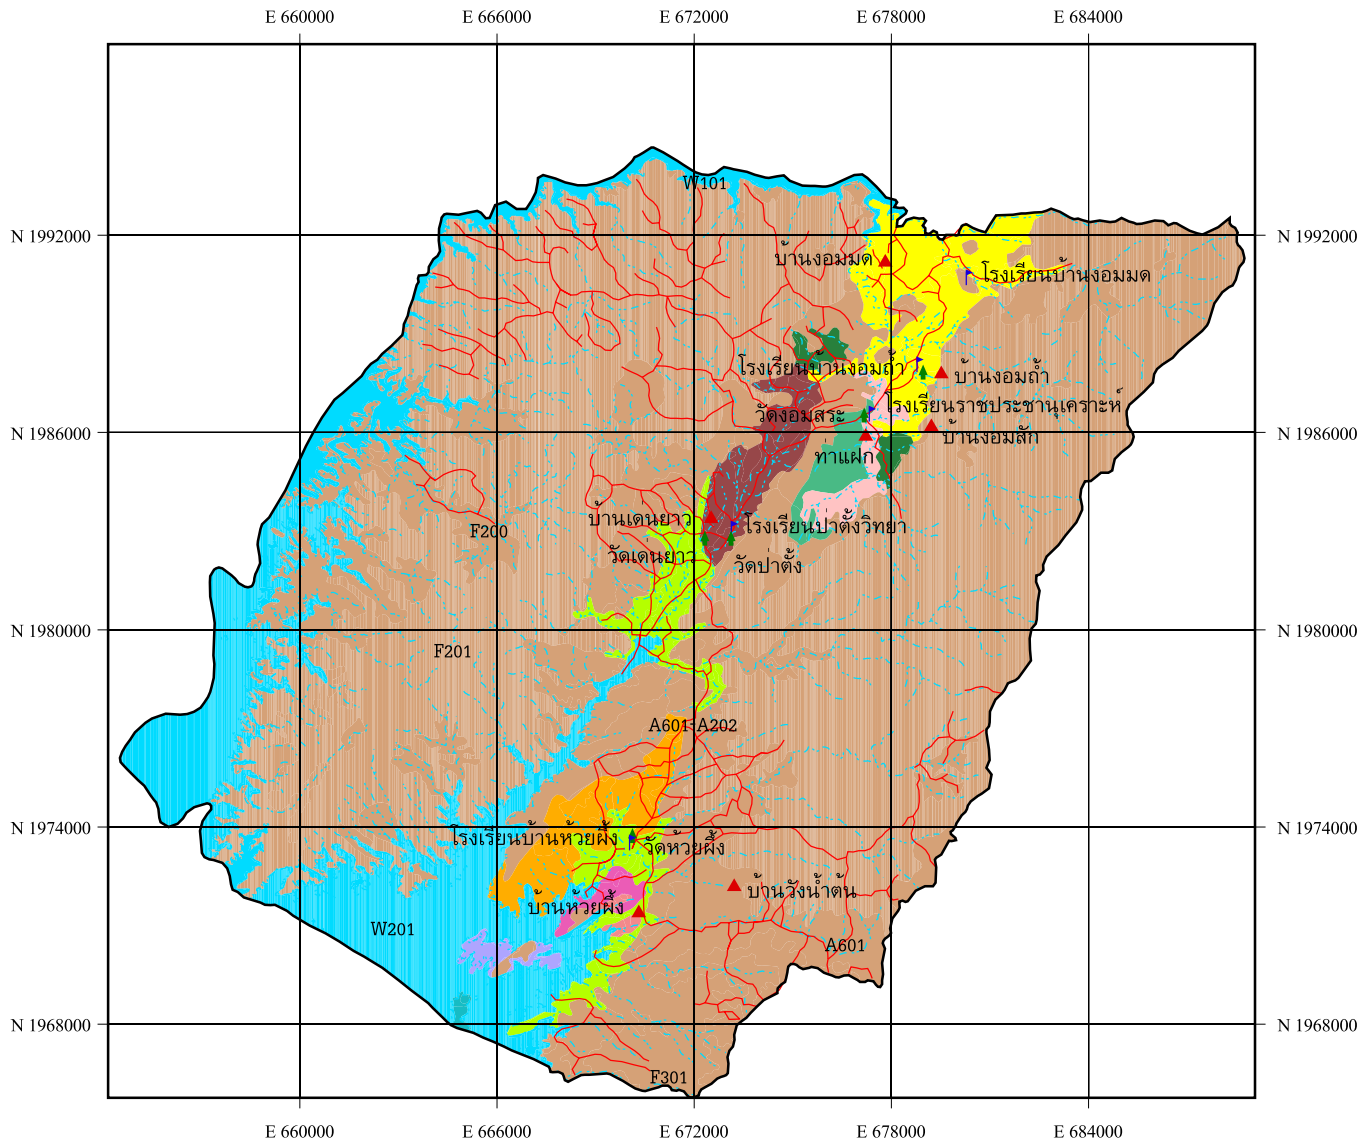 E 660000 E 666000 E 672000 E 678000 E 684000
W101
N 1992000 N 1992000
บ้านงอมมด
โรงเรียนบ้านงอมมด
โรงเรียนบ้านงอมถ้ำ
บ้านงอมถ้ำ
โรงเรียนราชประชานุเคราะห์
วัดงอมสระ
N 1986000 N 1986000
บ้านงอมสัก
ท่าแฝก
บ้านเดนยาว
โรงเรียนป่าตั้งวิทยา
F200
วัดเดนยาว
วัดป่าตั้ง
N 1980000 N 1980000
F201
A601-A202
N 1974000 N 1974000
โรงเรียนบ้านห้วยผึ้ง
วัดห้วยผึ้ง
บ้านวังน้ำต้น
บ้านห้วยผึ้ง
W201
A601
N 1968000 N 1968000
F301
E 660000 E 666000 E 672000 E 678000 E 684000